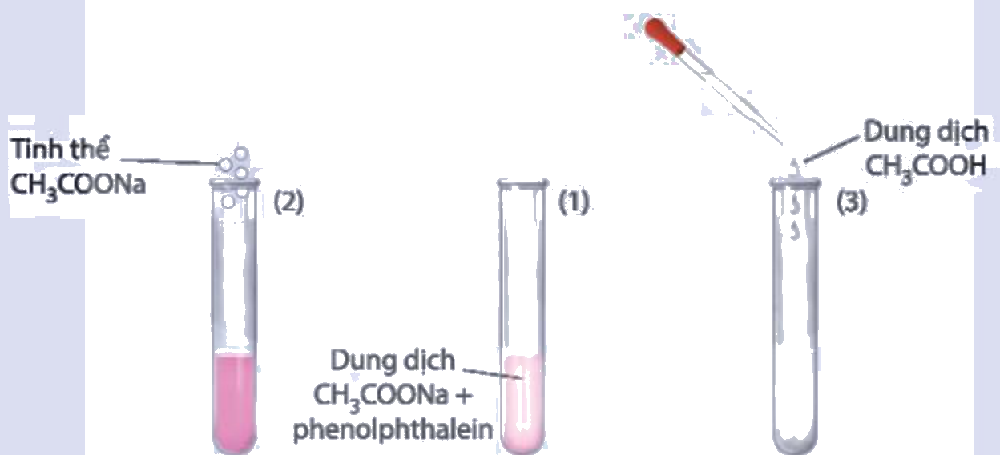 Tinh thể
CH₃COONa
(2)
(1)
Dung dịch
CH₃COONa +
phenolphthalein
Dung dịch
CH₃COOH
(3)